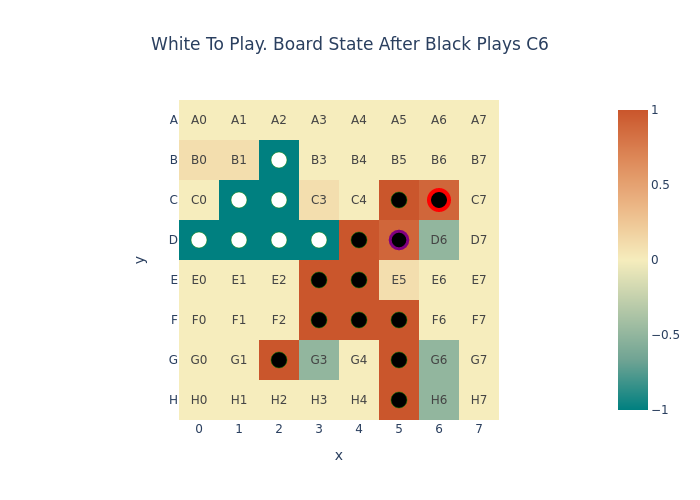 White To Play. Board State After Black Plays C6
A A0 A1 A2 A3 A4 A5 A6 A7
B B0 B1 B3 B4 B5 B6 B7
C C0 C3 C4 C7
D D6 D7
E E0 E1 E2 E5 E6 E7
F F0 F1 F2 F6 F7
G G0 G1 G3 G4 G6 G7
H H0 H1 H2 H3 H4 H6 H7
0 1 2 3 4 5 6 7
x
y
1
0.5
0
−0.5
−1